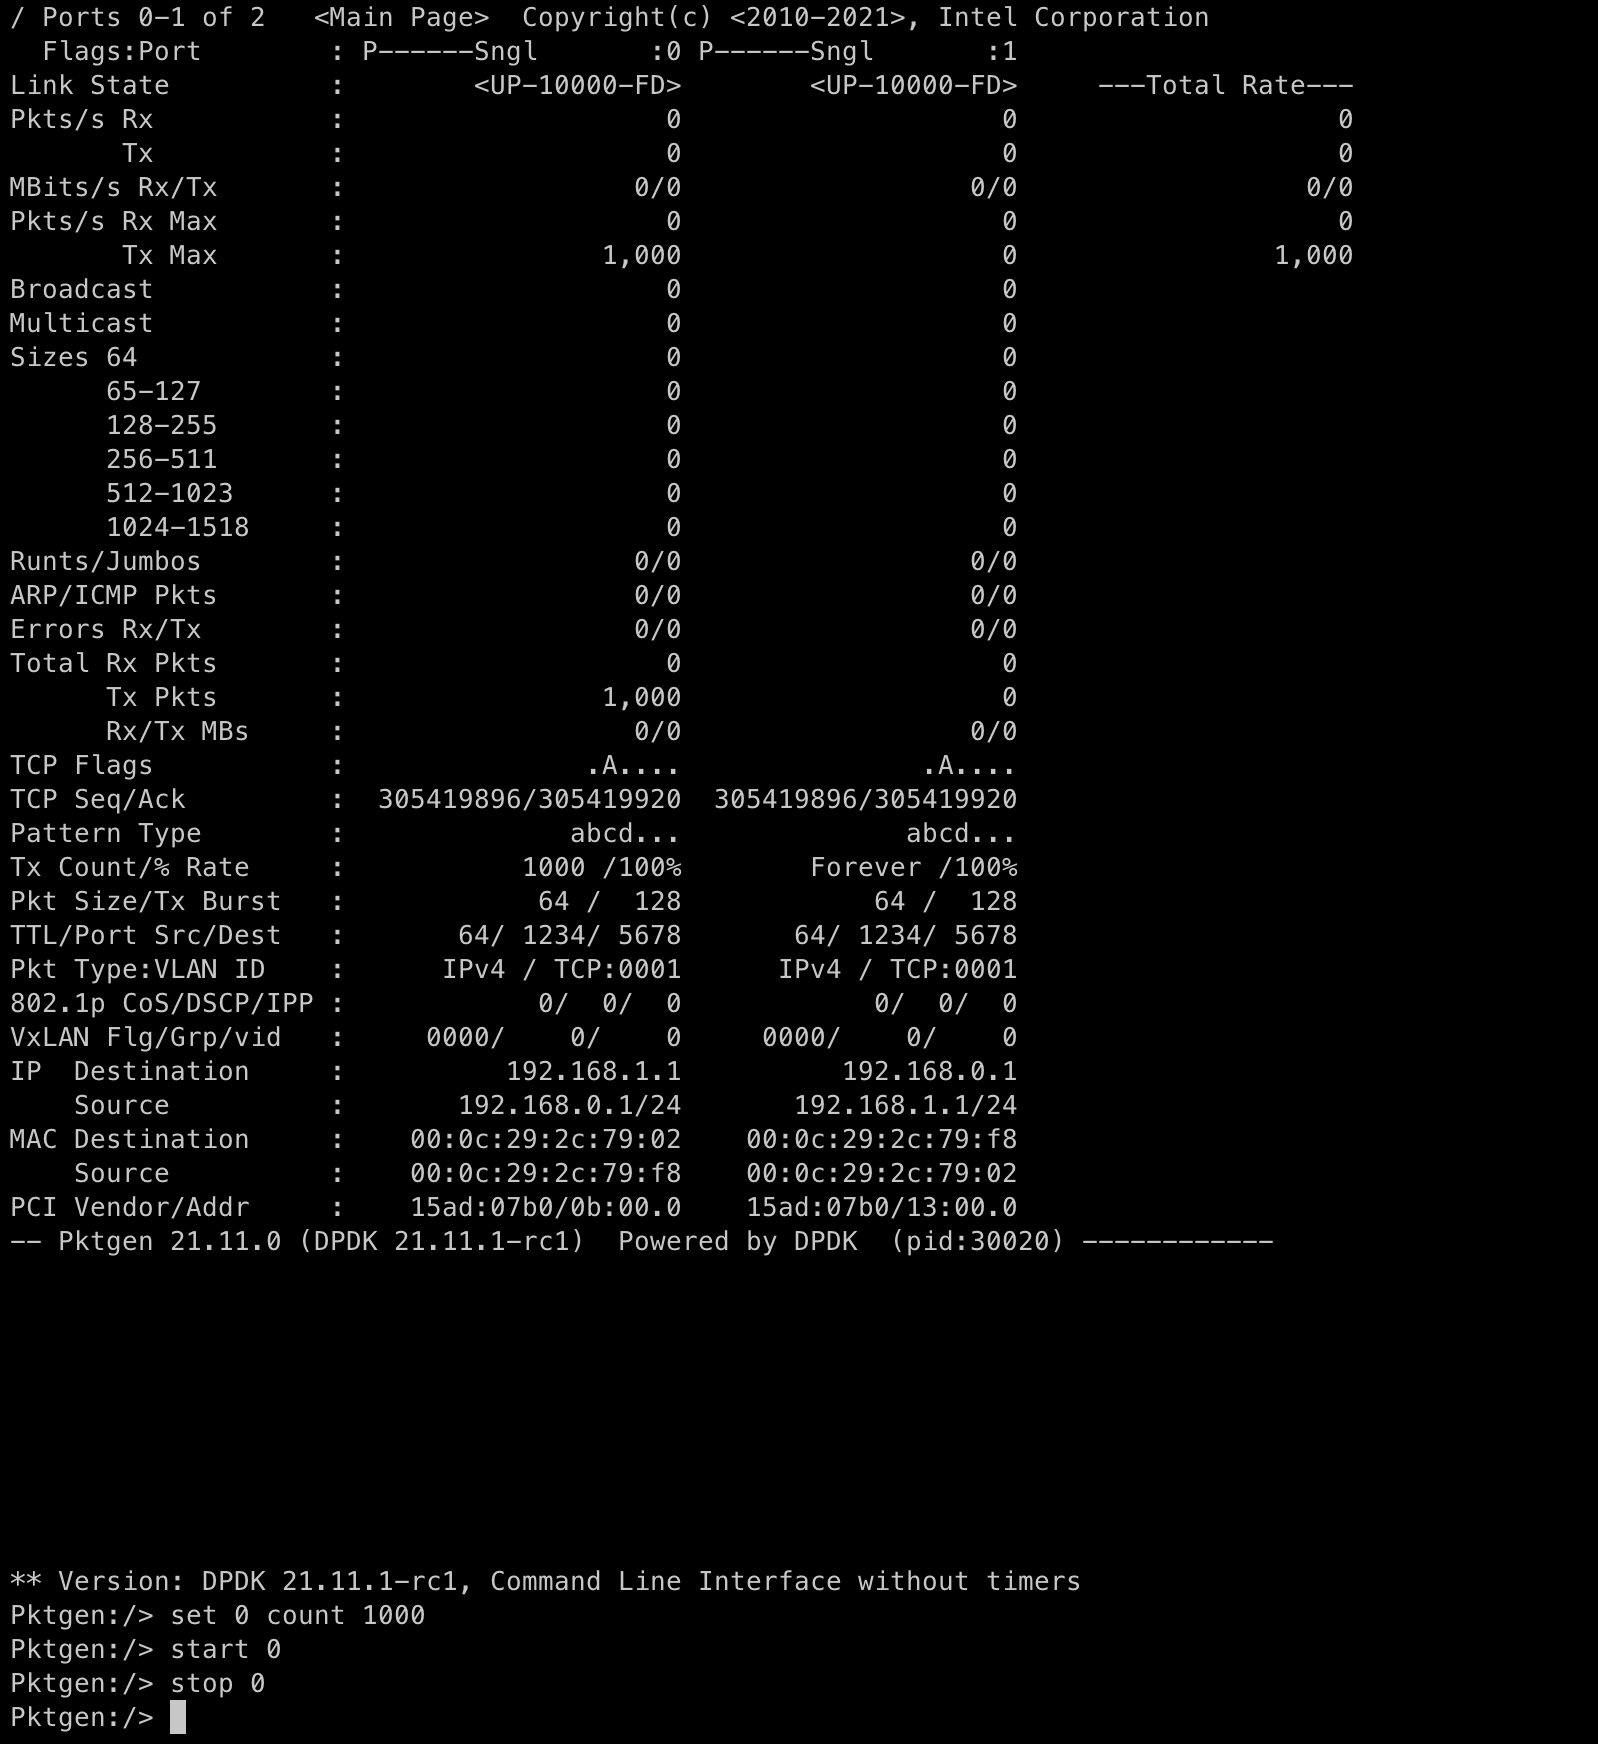 / Ports 0-1 of 2   <Main Page>  Copyright(c) <2010-2021>, Intel Corporation
  Flags:Port        : P------Sngl       :0 P------Sngl       :1
Link State          :        <UP-10000-FD>        <UP-10000-FD>     ---Total Rate---
Pkts/s Rx           :                    0                    0                    0
       Tx           :                    0                    0                    0
MBits/s Rx/Tx       :                  0/0                  0/0                  0/0
Pkts/s Rx Max       :                    0                    0                    0
       Tx Max       :                1,000                    0                1,000
Broadcast           :                    0                    0
Multicast           :                    0                    0
Sizes 64            :                    0                    0
      65-127        :                    0                    0
      128-255       :                    0                    0
      256-511       :                    0                    0
      512-1023      :                    0                    0
      1024-1518     :                    0                    0
Runts/Jumbos        :                  0/0                  0/0
ARP/ICMP Pkts       :                  0/0                  0/0
Errors Rx/Tx        :                  0/0                  0/0
Total Rx Pkts       :                    0                    0
      Tx Pkts       :                1,000                    0
      Rx/Tx MBs     :                  0/0                  0/0
TCP Flags           :               .A....               .A....
TCP Seq/Ack         :  305419896/305419920  305419896/305419920
Pattern Type        :              abcd...              abcd...
Tx Count/% Rate     :           1000 /100%        Forever /100%
Pkt Size/Tx Burst   :            64 /  128            64 /  128
TTL/Port Src/Dest   :       64/ 1234/ 5678       64/ 1234/ 5678
Pkt Type:VLAN ID    :      IPv4 / TCP:0001      IPv4 / TCP:0001
802.1p CoS/DSCP/IPP :            0/  0/  0            0/  0/  0
VxLAN Flg/Grp/vid   :     0000/    0/    0     0000/    0/    0
IP  Destination     :          192.168.1.1          192.168.0.1
    Source          :       192.168.0.1/24       192.168.1.1/24
MAC Destination     :    00:0c:29:2c:79:02    00:0c:29:2c:79:f8
    Source          :    00:0c:29:2c:79:f8    00:0c:29:2c:79:02
PCI Vendor/Addr     :    15ad:07b0/0b:00.0    15ad:07b0/13:00.0
-- Pktgen 21.11.0 (DPDK 21.11.1-rc1)  Powered by DPDK  (pid:30020) ------------
** Version: DPDK 21.11.1-rc1, Command Line Interface without timers
Pktgen:/> set 0 count 1000
Pktgen:/> start 0
Pktgen:/> stop 0
Pktgen:/>